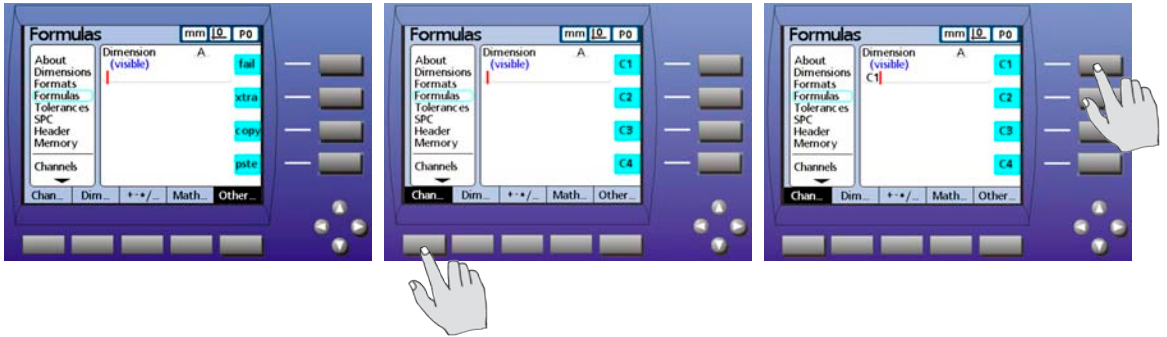 Formulas
mm 0 P0
About
Dimensions
Formats
Formulas
Tolerances
SPC
Header
Memory
Channels
Dimension A
(visible)
fail
xtra
copy
pste
Chan... Dim... +-*/... Math... Other...
Formulas
mm 0 P0
About
Dimensions
Formats
Formulas
Tolerances
SPC
Header
Memory
Channels
Dimension A
(visible)
C1
C2
C3
C4
Chan... Dim... +-*/... Math... Other...
Formulas
mm 0 P0
About
Dimensions
Formats
Formulas
Tolerances
SPC
Header
Memory
Channels
Dimension A
(visible)
C1
C1
C2
C3
C4
Chan... Dim... +-*/... Math... Other...